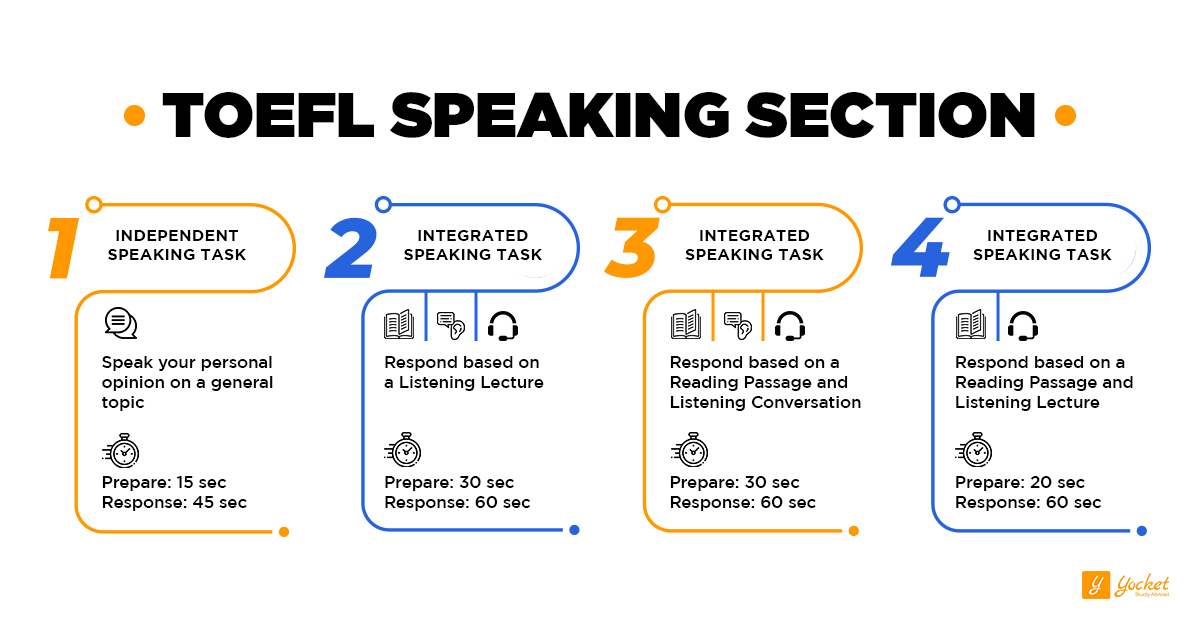 TOEFL SPEAKING SECTION
1
INDEPENDENT
SPEAKING TASK
Speak your personal
opinion on a general
topic
Prepare: 15 sec
Response: 45 sec
2
INTEGRATED
SPEAKING TASK
Respond based on
a Listening Lecture
Prepare: 30 sec
Response: 60 sec
3
INTEGRATED
SPEAKING TASK
Respond based on a
Reading Passage and
Listening Conversation
Prepare: 30 sec
Response: 60 sec
4
INTEGRATED
SPEAKING TASK
Respond based on a
Reading Passage and
Listening Lecture
Prepare: 20 sec
Response: 60 sec
y Yocket
Study Abroad